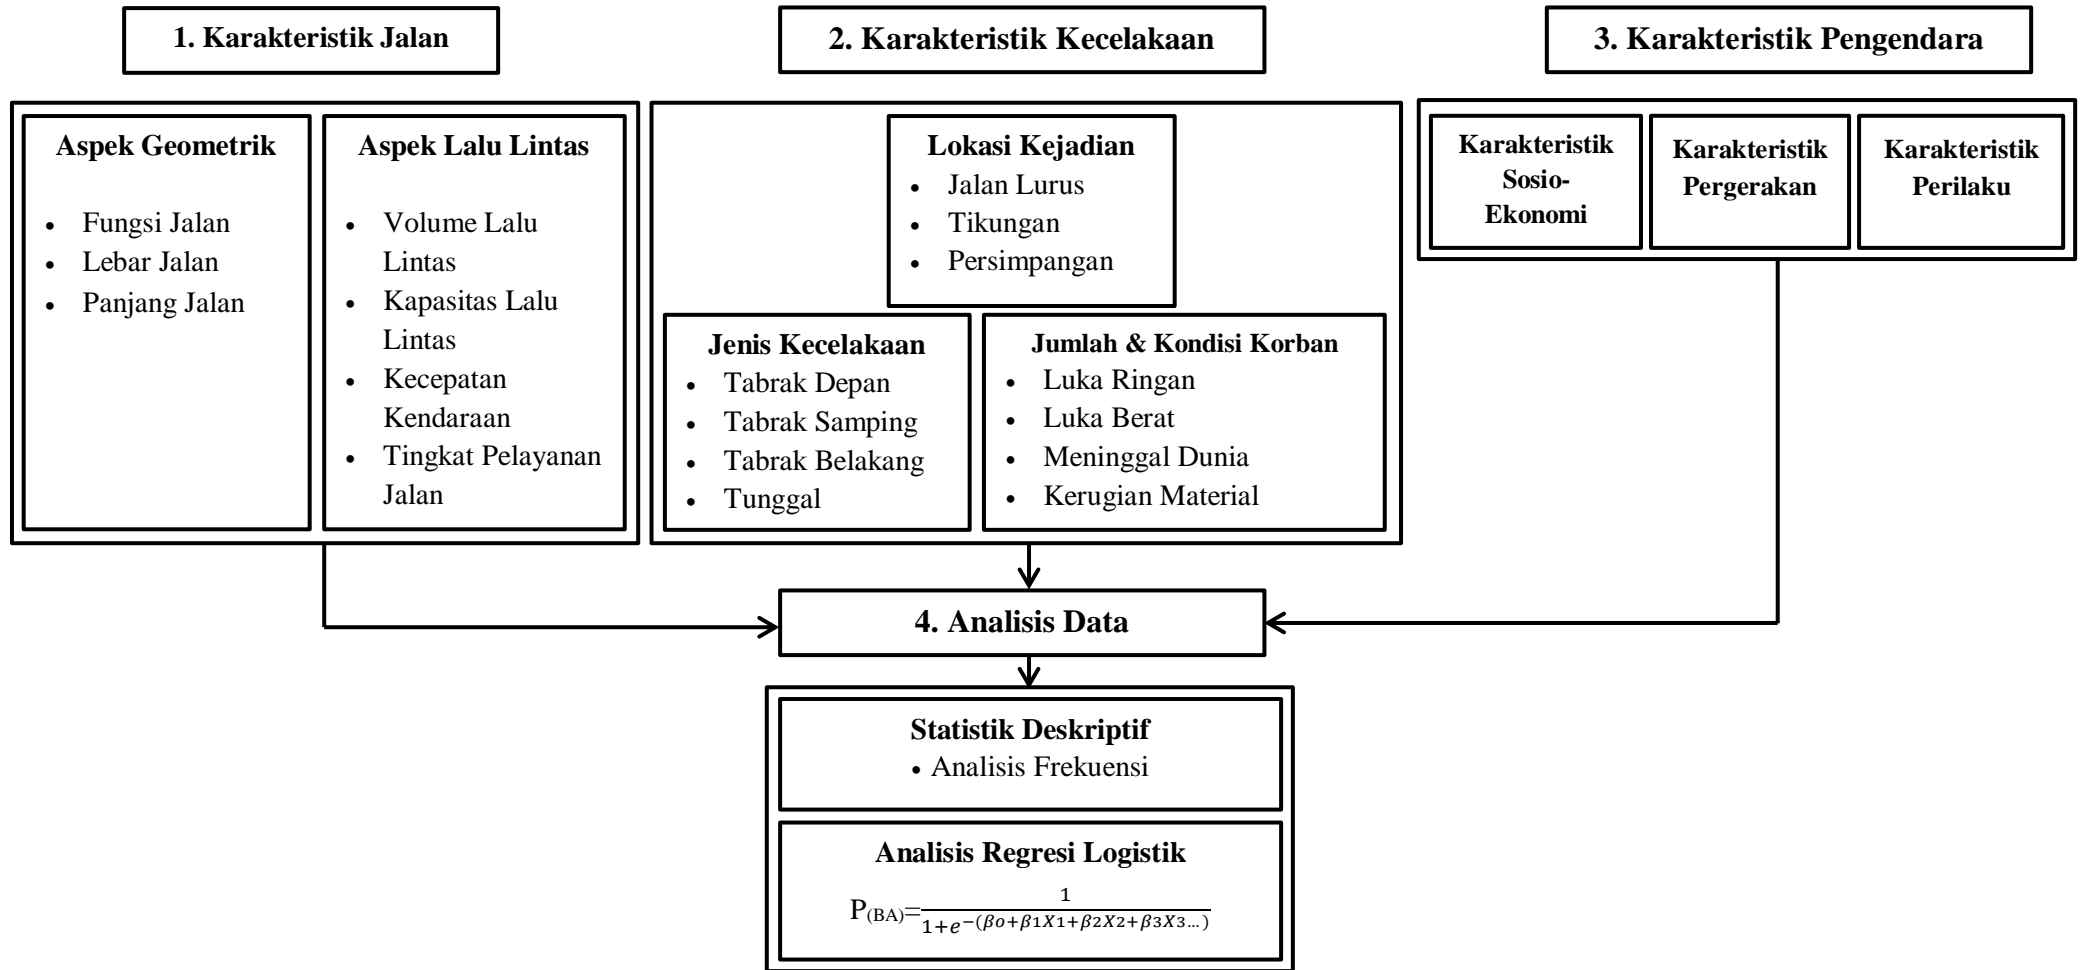 1. Karakteristik Jalan
2. Karakteristik Kecelakaan
3. Karakteristik Pengendara
Aspek Geometrik
• Fungsi Jalan
• Lebar Jalan
• Panjang Jalan
Aspek Lalu Lintas
• Volume Lalu
Lintas
• Kapasitas Lalu
Lintas
• Kecepatan
Kendaraan
• Tingkat Pelayanan
Jalan
Lokasi Kejadian
• Jalan Lurus
• Tikungan
• Persimpangan
Jenis Kecelakaan
• Tabrak Depan
• Tabrak Samping
• Tabrak Belakang
• Tunggal
Jumlah & Kondisi Korban
• Luka Ringan
• Luka Berat
• Meninggal Dunia
• Kerugian Material
Karakteristik
Sosio-
Ekonomi
Karakteristik
Pergerakan
Karakteristik
Perilaku
4. Analisis Data
Statistik Deskriptif
• Analisis Frekuensi
Analisis Regresi Logistik
P(BA)=1/1+e−(βo+β1X1+β2X2+β3X3…)